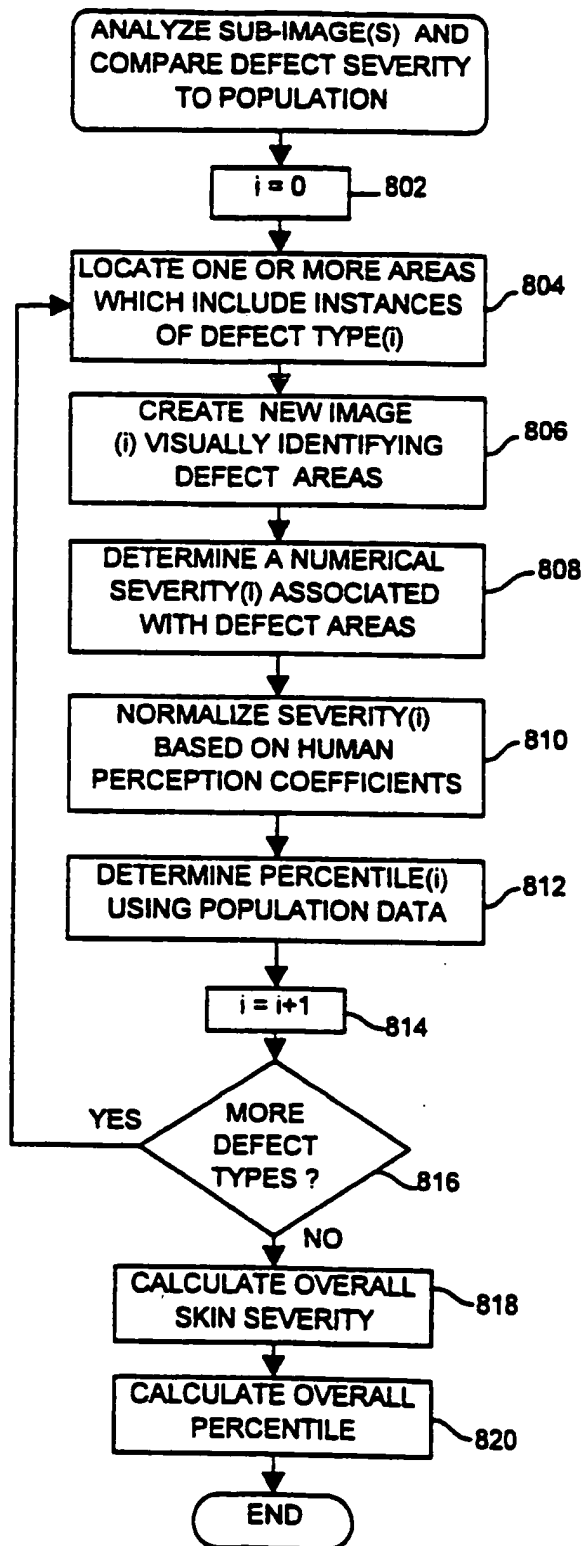 ANALYZE SUB-IMAGE(S) AND
COMPARE DEFECT SEVERITY
TO POPULATION
i = 0
802
LOCATE ONE OR MORE AREAS
WHICH INCLUDE INSTANCES
OF DEFECT TYPE(i)
804
CREATE NEW IMAGE
(i) VISUALLY IDENTIFYING
DEFECT AREAS
806
DETERMINE A NUMERICAL
SEVERITY(i) ASSOCIATED
WITH DEFECT AREAS
808
NORMALIZE SEVERITY(i)
BASED ON HUMAN
PERCEPTION COEFFICIENTS
810
DETERMINE PERCENTILE(i)
USING POPULATION DATA
812
i = i+1
814
YES
MORE
DEFECT
TYPES ?
816
NO
CALCULATE OVERALL
SKIN SEVERITY
818
CALCULATE OVERALL
PERCENTILE
820
END